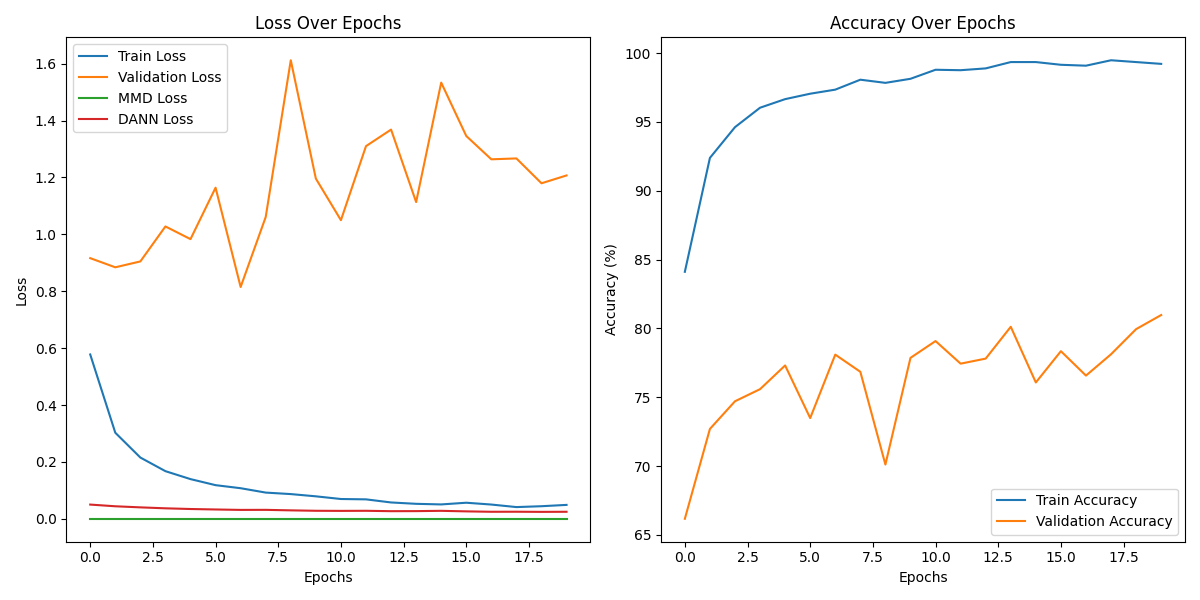 Loss Over Epochs
Train Loss
Validation Loss
MMD Loss
DANN Loss
1.6
1.4
1.2
1.0
0.8
0.6
0.4
0.2
0.0
Loss
0.0 2.5 5.0 7.5 10.0 12.5 15.0 17.5
Epochs
Accuracy Over Epochs
100
95
90
85
80
75
70
65
Accuracy (%)
Train Accuracy
Validation Accuracy
0.0 2.5 5.0 7.5 10.0 12.5 15.0 17.5
Epochs